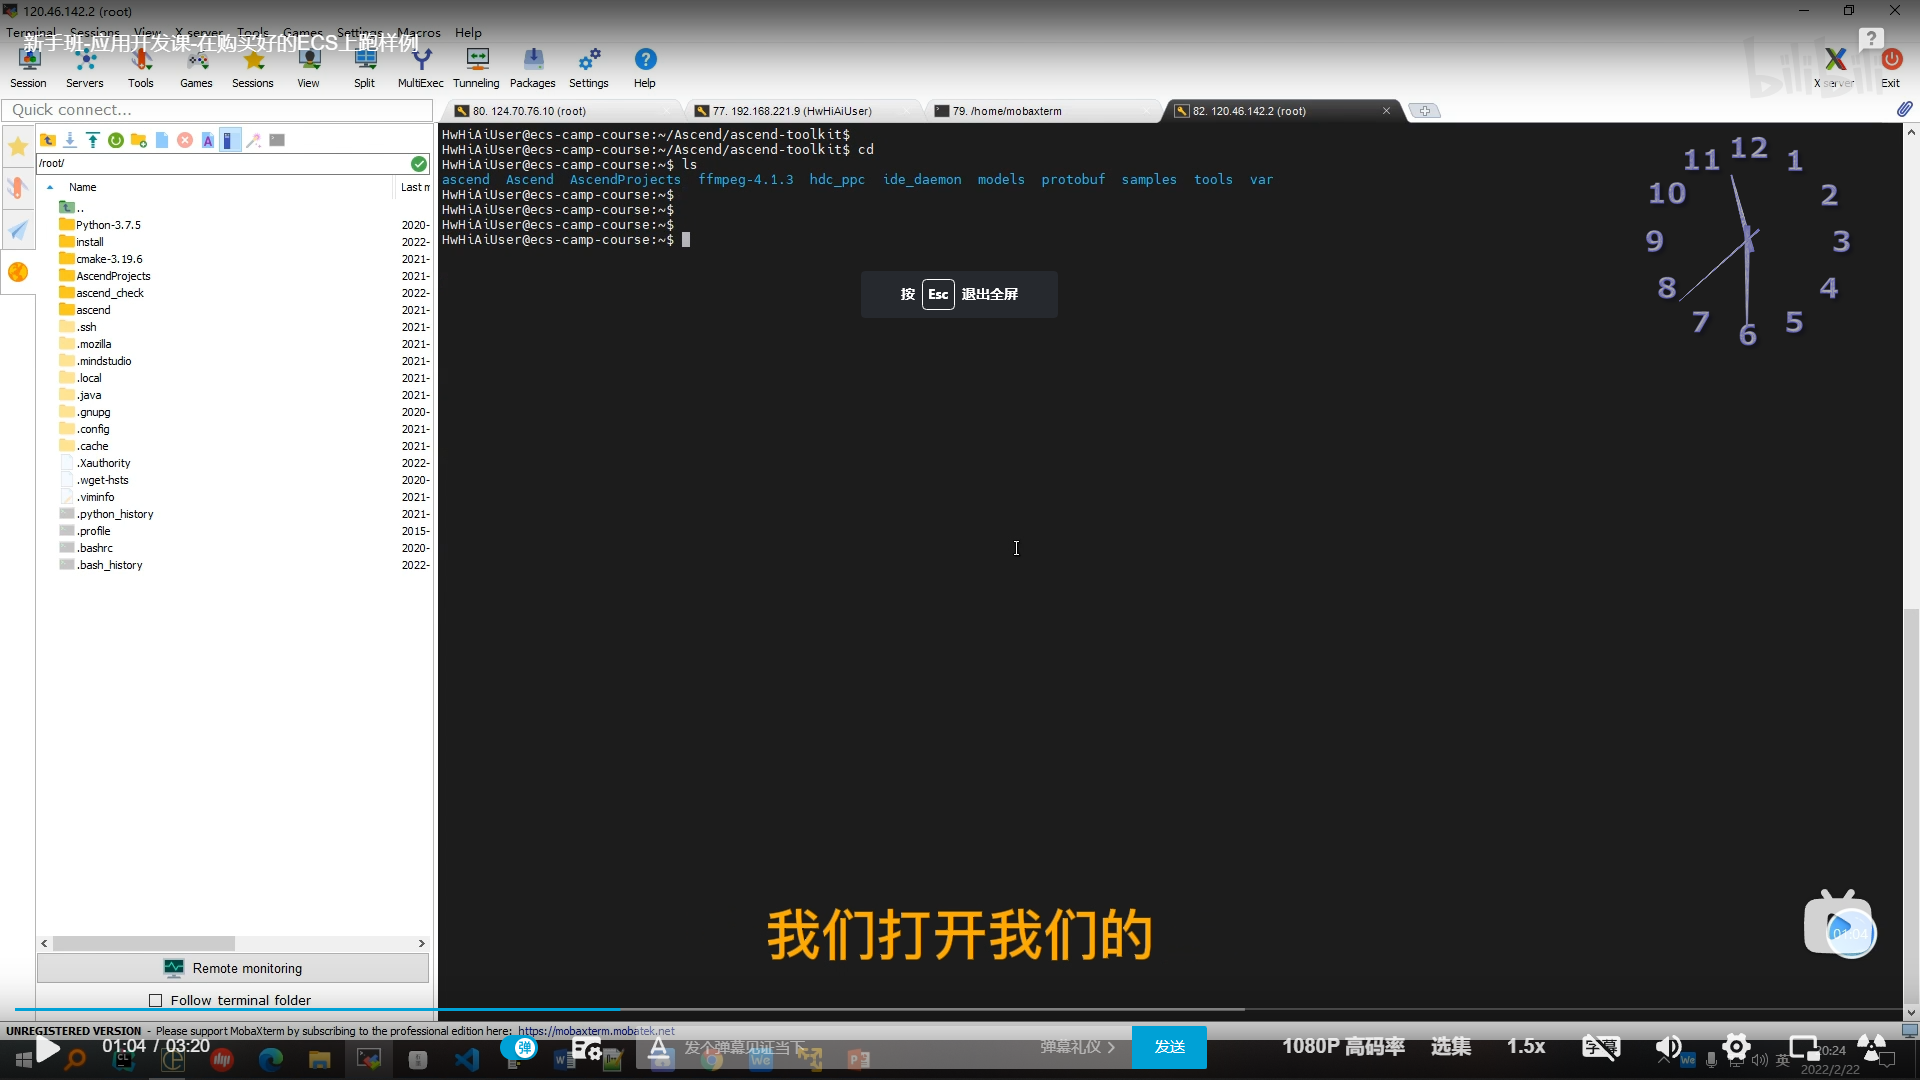 120.46.142.2 (root)
Terminal Sessions View X server Tools Games Settings Macros Help
新手班-应用开发课-在购买好的ECS上跑样例
Session Servers Tools Games Sessions View Split MultiExec Tunneling Packages Settings Help
X server Exit
bilibili
Quick connect...
80. 124.70.76.10 (root)
77. 192.168.221.9 (HwHiAiUser)
79. /home/mobaxterm
82. 120.46.142.2 (root)
/root/
Name Last m
..
Python-3.7.5 2020-
install 2022-
cmake-3.19.6 2021-
AscendProjects 2021-
ascend_check 2022-
ascend 2021-
.ssh 2021-
.mozilla 2021-
.mindstudio 2021-
.local 2021-
.java 2021-
.gnupg 2020-
.config 2021-
.cache 2021-
.Xauthority 2022-
.wget-hsts 2020-
.viminfo 2021-
.python_history 2021-
.profile 2015-
.bashrc 2020-
.bash_history 2022-
Remote monitoring
Follow terminal folder
HwHiAiUser@ecs-camp-course:~/Ascend/ascend-toolkit$
HwHiAiUser@ecs-camp-course:~/Ascend/ascend-toolkit$ cd
HwHiAiUser@ecs-camp-course:~$ ls
ascend Ascend AscendProjects ffmpeg-4.1.3 hdc_ppc ide_daemon models protobuf samples tools var
HwHiAiUser@ecs-camp-course:~$
HwHiAiUser@ecs-camp-course:~$
HwHiAiUser@ecs-camp-course:~$
HwHiAiUser@ecs-camp-course:~$
按 Esc 退出全屏
12 1 2 3 4 5 6 7 8 9 10 11
我们打开我们的
01:04
UNREGISTERED VERSION - Please support MobaXterm by subscribing to the professional edition here: https://mobaxterm.mobatek.net
01:04 / 03:20
弹
发个弹幕见证当下
弹幕礼仪 >
发送
1080P 高码率
选集
1.5x
字幕
英
20:24
2022/2/22